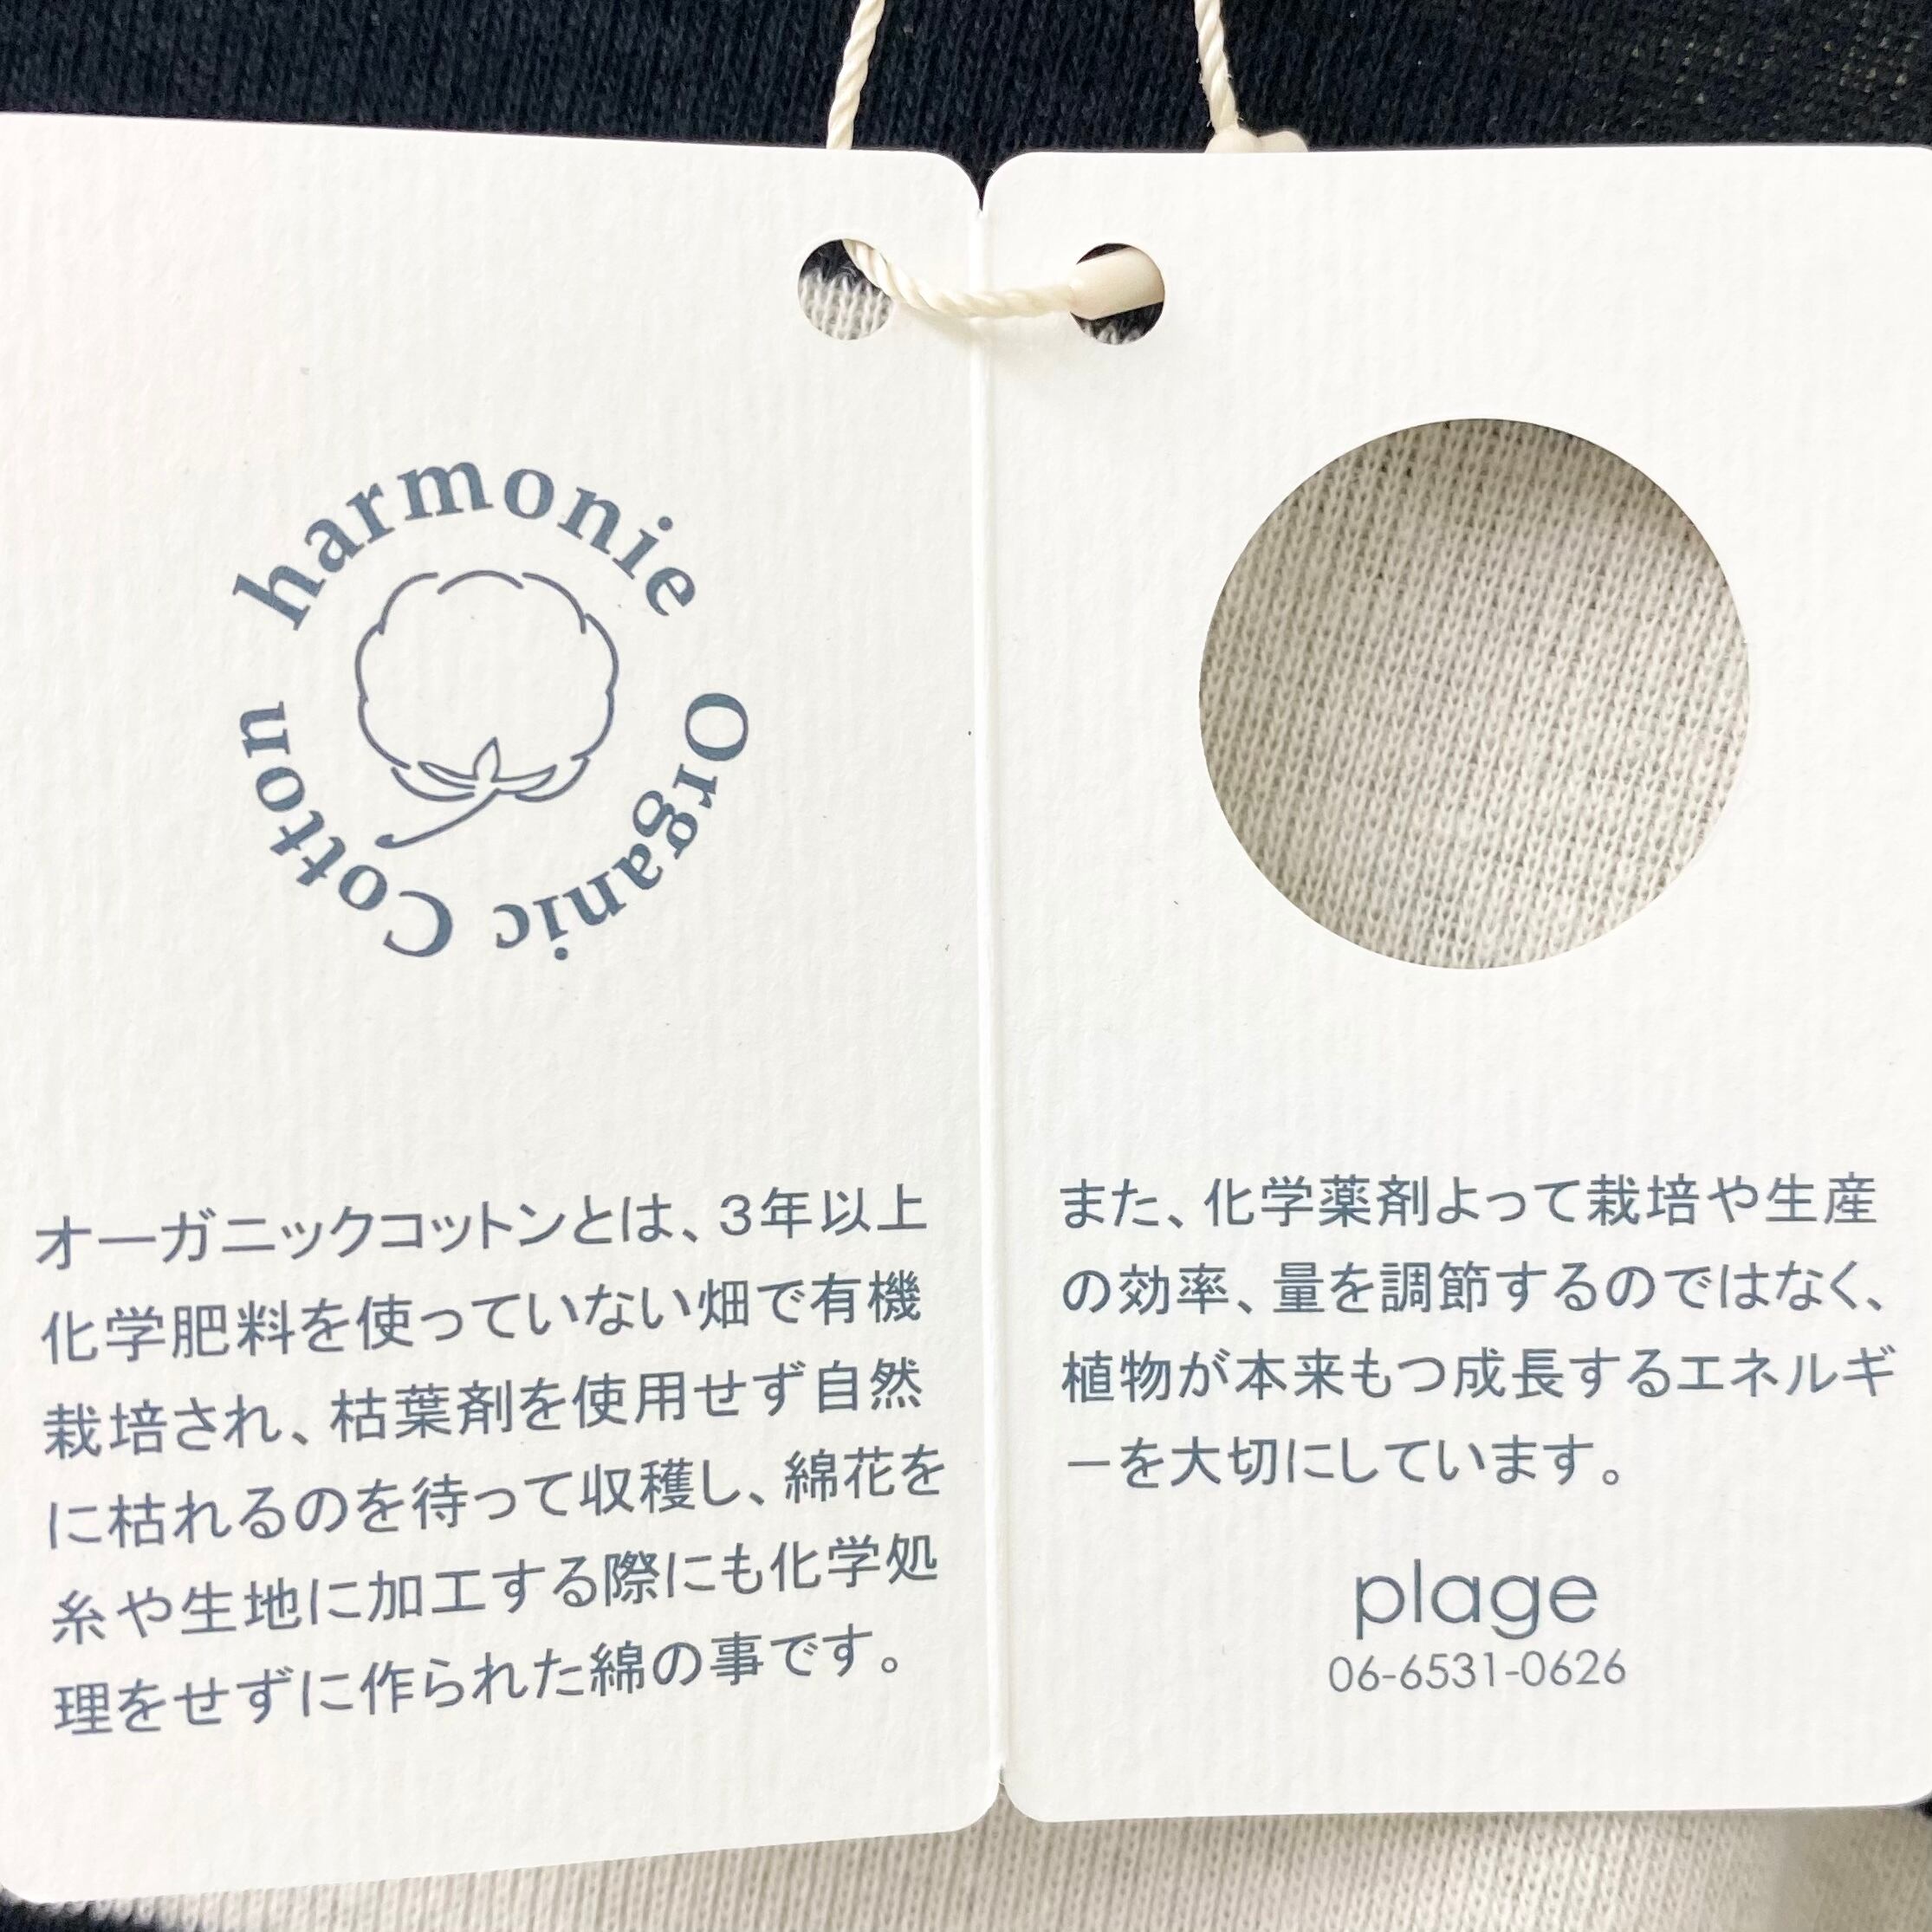 harmonie
Organic Cotton
オーガニックコットンとは、3年以上
化学肥料を使っていない畑で有機
栽培され、枯葉剤を使用せず自然
に枯れるのを待って収穫し、綿花を
糸や生地に加工する際にも化学処
理をせずに作られた綿の事です。
また、化学薬剤よって栽培や生産
の効率、量を調節するのではなく、
植物が本来もつ成長するエネルギ
ーを大切にしています。
plage
06-6531-0626